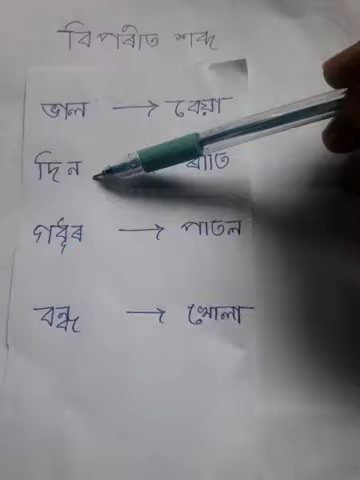 বিপৰীত শব্দ
ভাল → বেয়া
দিন ৰাতি
গধুৰ → পাতল
বন্ধ → খোলা